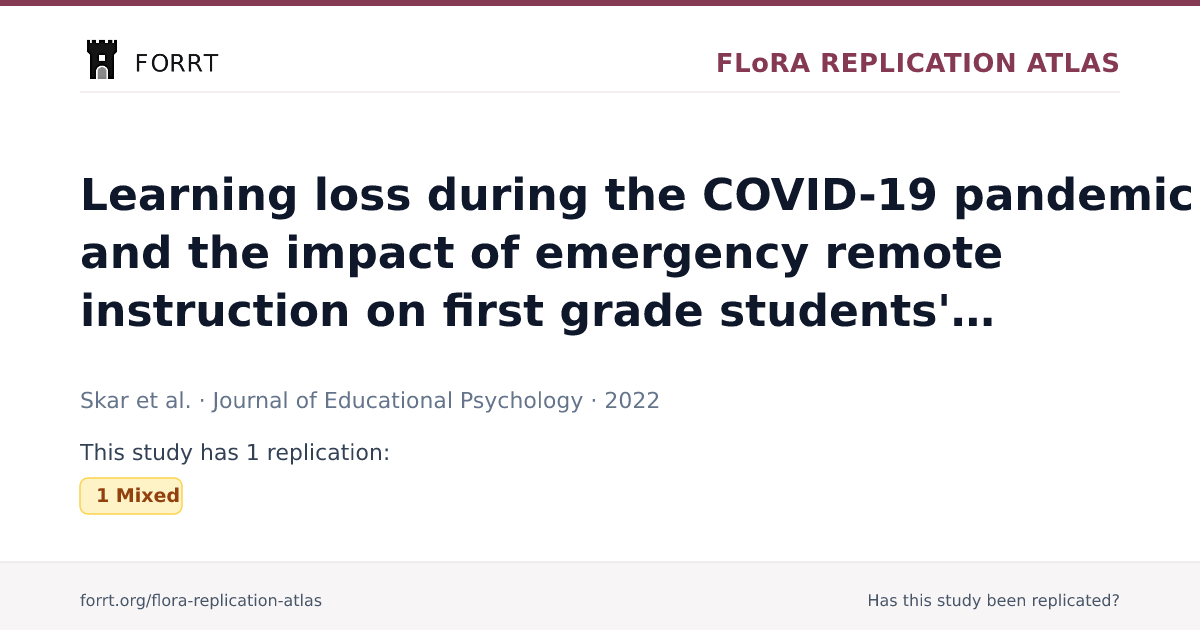 FORRT
FLoRA REPLICATION ATLAS
Learning loss during the COVID-19 pandemic
and the impact of emergency remote
instruction on first grade students'…
Skar et al. · Journal of Educational Psychology · 2022
This study has 1 replication:
1 Mixed
forrt.org/flora-replication-atlas
Has this study been replicated?